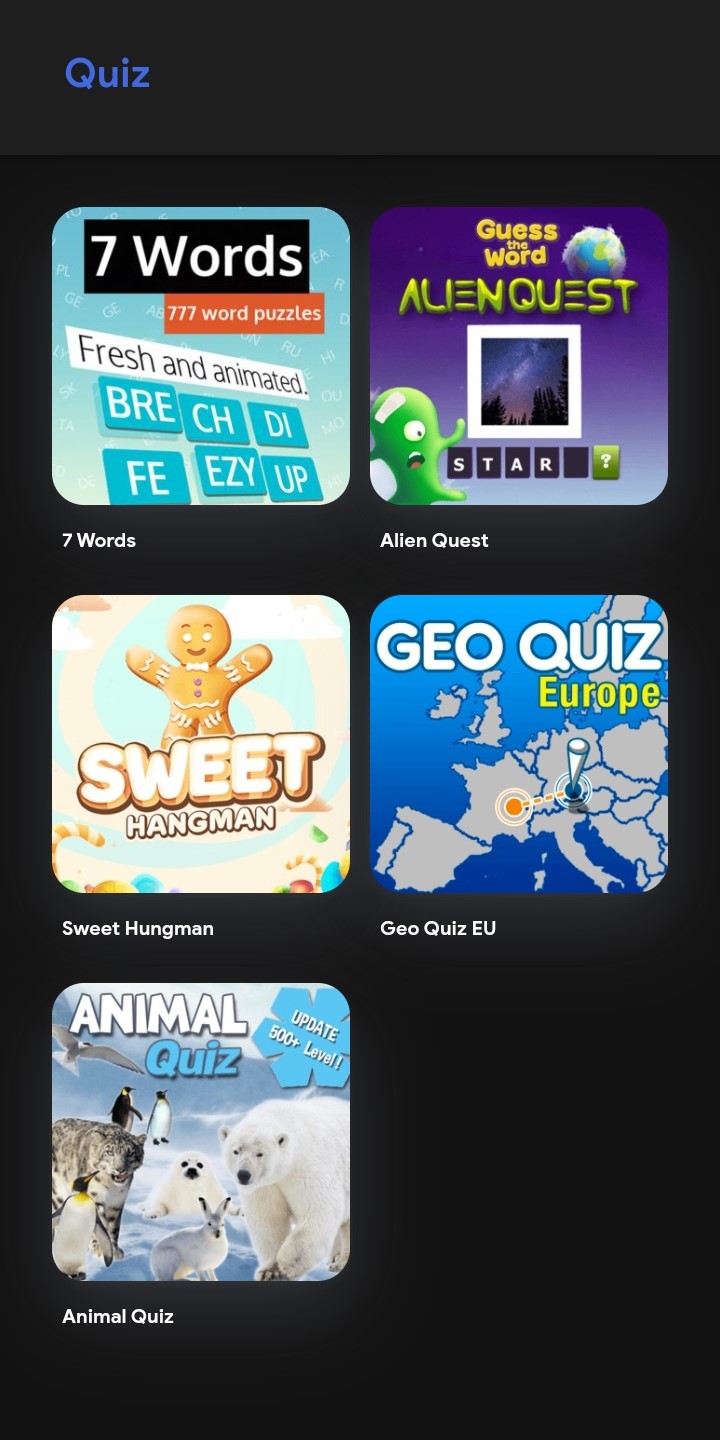 Quiz
7 Words
777 word puzzles
Fresh and animated.
BRE CH DI
FE EZY UP
7 Words
Guess
the
Word
ALIEN QUEST
S T A R ?
Alien Quest
SWEET
HANGMAN
Sweet Hungman
GEO QUIZ
Europe
Geo Quiz EU
ANIMAL
Quiz
UPDATE
500+ Level!
Animal Quiz